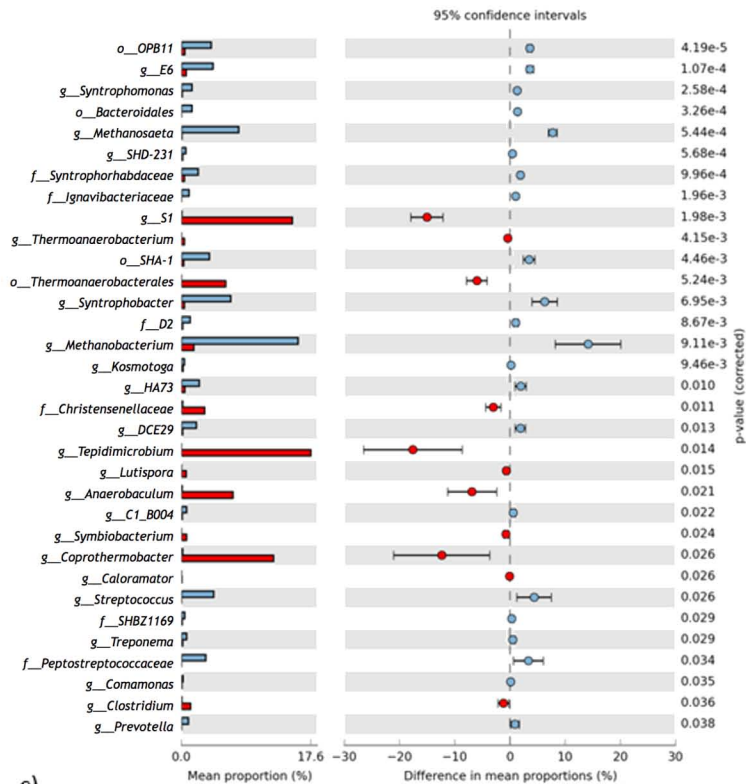 95% confidence intervals
o__OPB11 4.19e-5
g__E6 1.07e-4
g__Syntrophomonas 2.58e-4
o__Bacteroidales 3.26e-4
g__Methanosaeta 5.44e-4
g__SHD-231 5.68e-4
f__Syntrophorhabdaceae 9.96e-4
f__Ignavibacteriaceae 1.96e-3
g__S1 1.98e-3
g__Thermoanaerobacterium 4.15e-3
o__SHA-1 4.46e-3
o__Thermoanaerobacterales 5.24e-3
g__Syntrophobacter 6.95e-3
f__D2 8.67e-3
g__Methanobacterium 9.11e-3
g__Kosmotoga 9.46e-3
g__HA73 0.010
f__Christensenellaceae 0.011
g__DCE29 0.013
g__Tepidimicrobium 0.014
g__Lutispora 0.015
g__Anaerobaculum 0.021
g__C1_B004 0.022
g__Symbiobacterium 0.024
g__Coprothermobacter 0.026
g__Caloramator 0.026
g__Streptococcus 0.026
f__SHBZ1169 0.029
g__Treponema 0.029
f__Peptostreptococcaceae 0.034
g__Comamonas 0.035
g__Clostridium 0.036
g__Prevotella 0.038
p-value (corrected)
0.0 17.6 −30 −20 −10 0 10 20 30
Mean proportion (%) Difference in mean proportions (%)